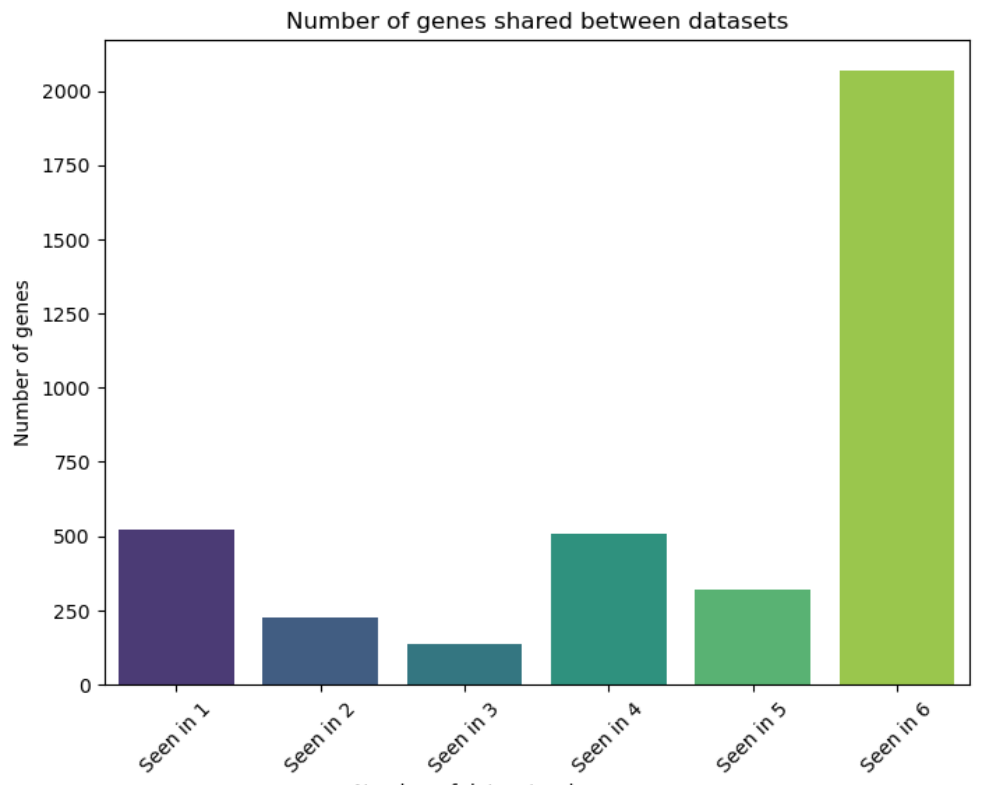 Number of genes shared between datasets
Number of genes
2000
1750
1500
1250
1000
750
500
250
0
Seen in 1
Seen in 2
Seen in 3
Seen in 4
Seen in 5
Seen in 6